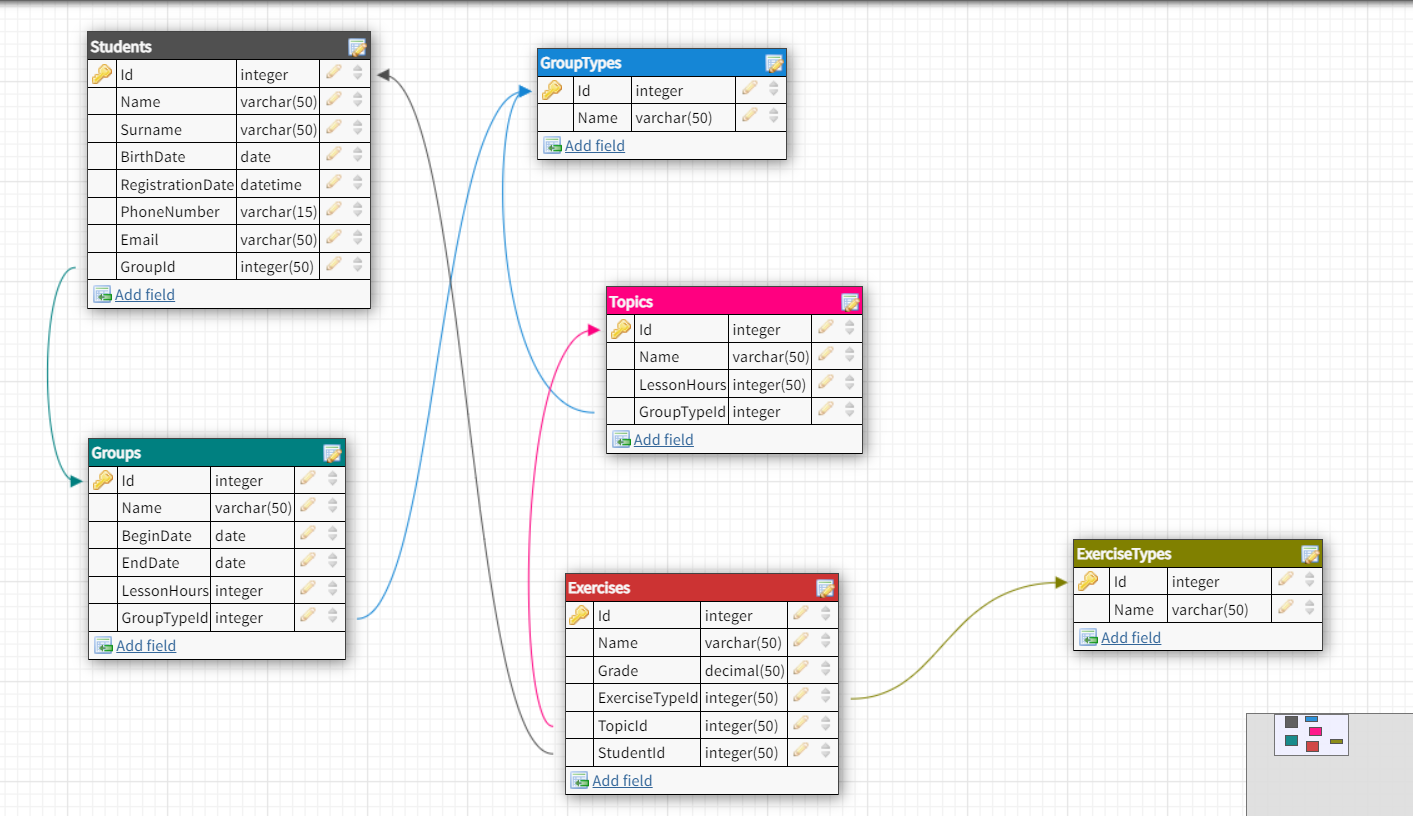 Students
Id integer
Name varchar(50)
Surname varchar(50)
BirthDate date
RegistrationDate datetime
PhoneNumber varchar(15)
Email varchar(50)
GroupId integer(50)
Add field
GroupTypes
Id integer
Name varchar(50)
Add field
Topics
Id integer
Name varchar(50)
LessonHours integer(50)
GroupTypeId integer
Add field
Groups
Id integer
Name varchar(50)
BeginDate date
EndDate date
LessonHours integer
GroupTypeId integer
Add field
Exercises
Id integer
Name varchar(50)
Grade decimal(50)
ExerciseTypeId integer(50)
TopicId integer(50)
StudentId integer(50)
Add field
ExerciseTypes
Id integer
Name varchar(50)
Add field